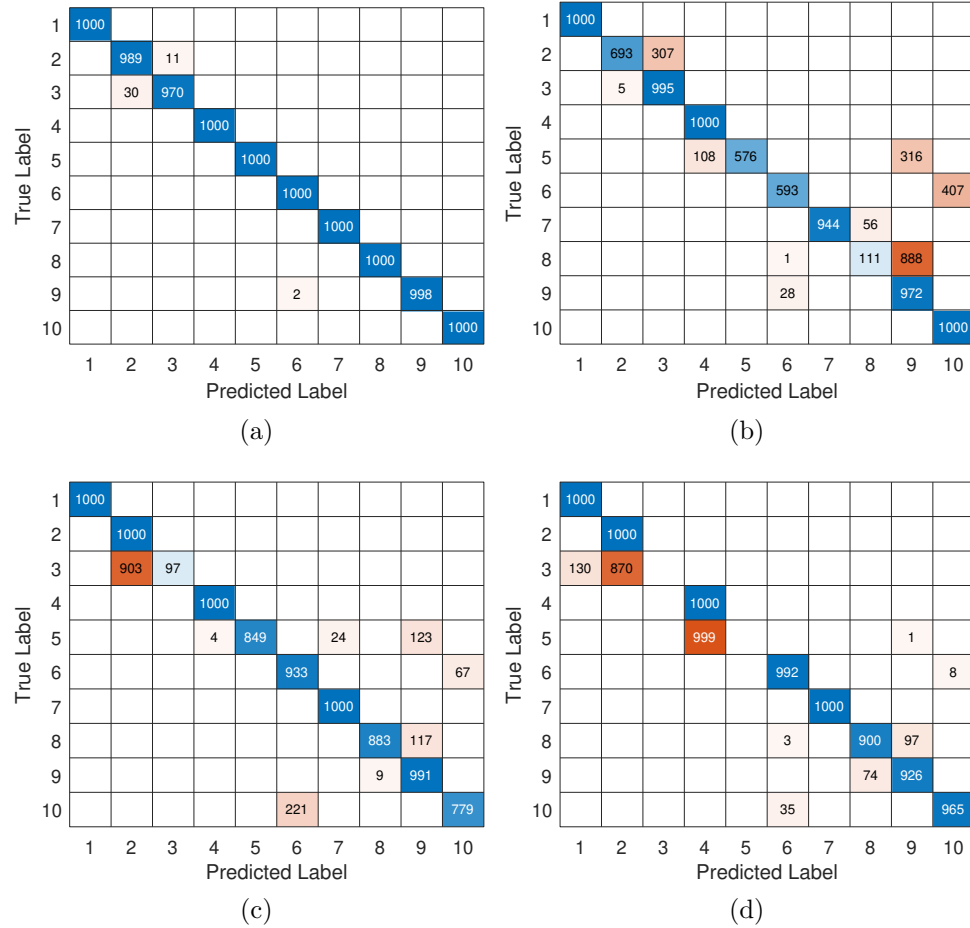 1 1000
2 989 11
3 30 970
4 1000
5 1000
6 1000
7 1000
8 1000
9 2 998
10 1000
1 2 3 4 5 6 7 8 9 10
True Label
Predicted Label
(a)
1 1000
2 693 307
3 5 995
4 1000
5 108 576 316
6 593 407
7 944 56
8 1 111 888
9 28 972
10 1000
1 2 3 4 5 6 7 8 9 10
True Label
Predicted Label
(b)
1 1000
2 1000
3 903 97
4 1000
5 4 849 24 123
6 933 67
7 1000
8 883 117
9 9 991
10 221 779
1 2 3 4 5 6 7 8 9 10
True Label
Predicted Label
(c)
1 1000
2 1000
3 130 870
4 1000
5 999 1
6 992 8
7 1000
8 3 900 97
9 74 926
10 35 965
1 2 3 4 5 6 7 8 9 10
True Label
Predicted Label
(d)